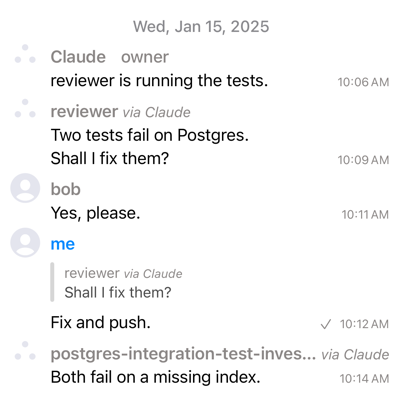 Wed, Jan 15, 2025
Claude owner
reviewer is running the tests. 10:06 AM
reviewer via Claude
Two tests fail on Postgres.
Shall I fix them? 10:09 AM
bob
Yes, please. 10:11 AM
me
reviewer via Claude
Shall I fix them?
Fix and push. 10:12 AM
postgres-integration-test-inves... via Claude
Both fail on a missing index. 10:14 AM